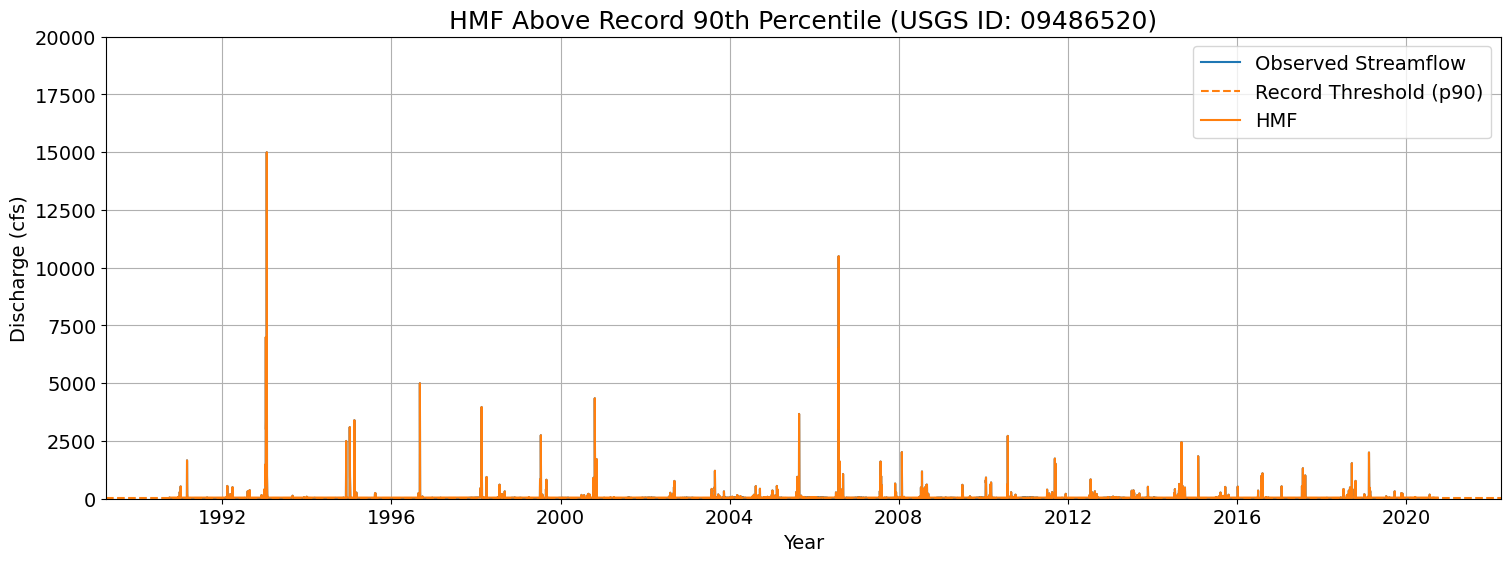 HMF Above Record 90th Percentile (USGS ID: 09486520)
20000
17500
15000
12500
10000
7500
5000
2500
0
Discharge (cfs)
Observed Streamflow
Record Threshold (p90)
HMF
1992
1996
2000
2004
2008
2012
2016
2020
Year